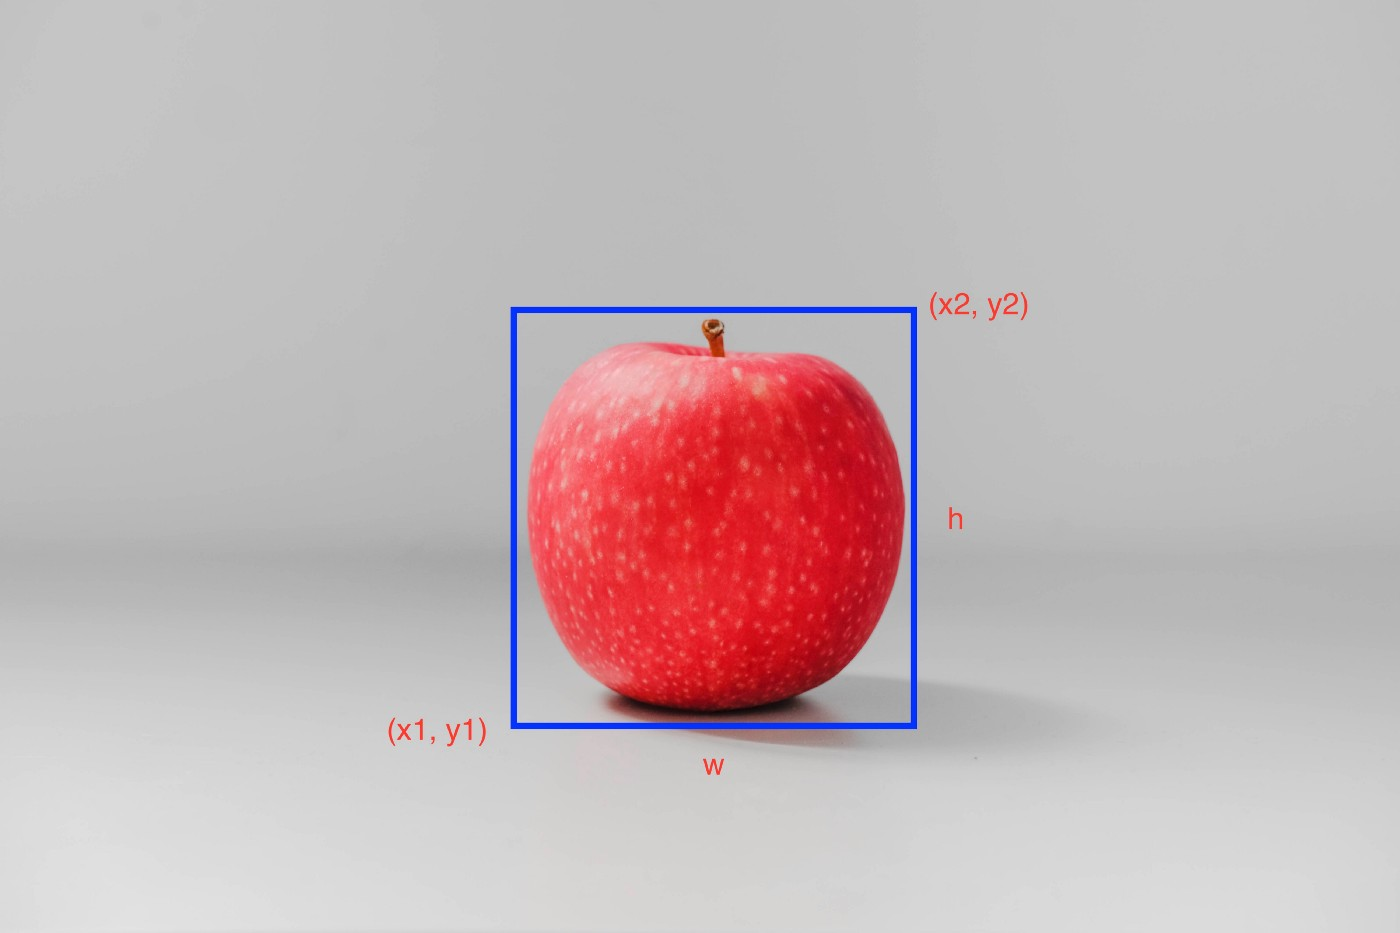 (x2, y2)
h
(x1, y1)
w